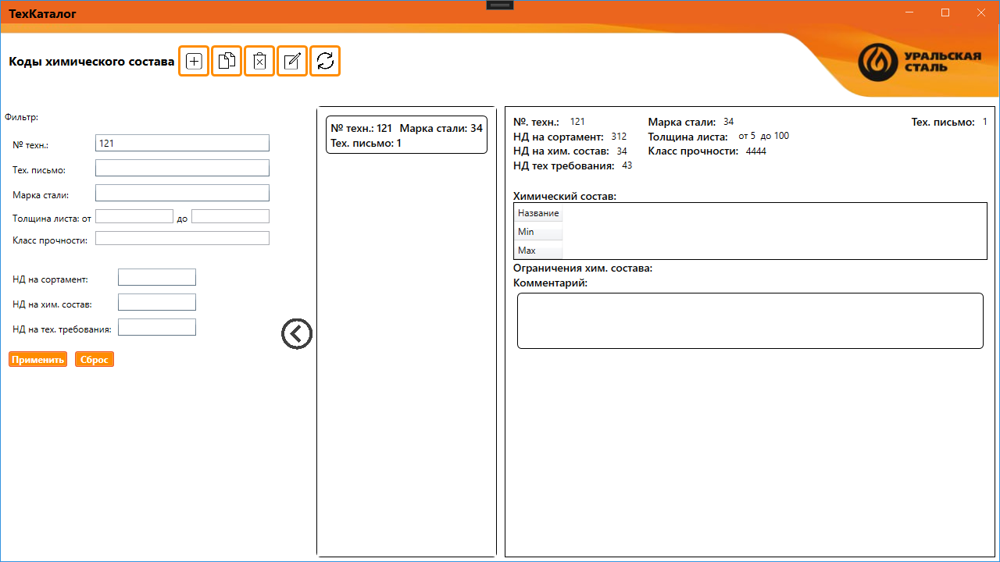 ТехКаталог
УРАЛЬСКАЯ
СТАЛЬ
Коды химического состава
Фильтр:
№ техн.: 121
Тех. письмо:
Марка стали:
Толщина листа: от до
Класс прочности:
НД на сортамент:
НД на хим. состав:
НД на тех. требования:
Применить Сброс
№ техн.: 121 Марка стали: 34
Тех. письмо: 1
№. техн.: 121 Марка стали: 34 Тех. письмо: 1
НД на сортамент: 312 Толщина листа: от 5 до 100
НД на хим. состав: 34 Класс прочности: 4444
НД тех требования: 43
Химический состав:
Название
Min
Max
Ограничения хим. состава:
Комментарий: